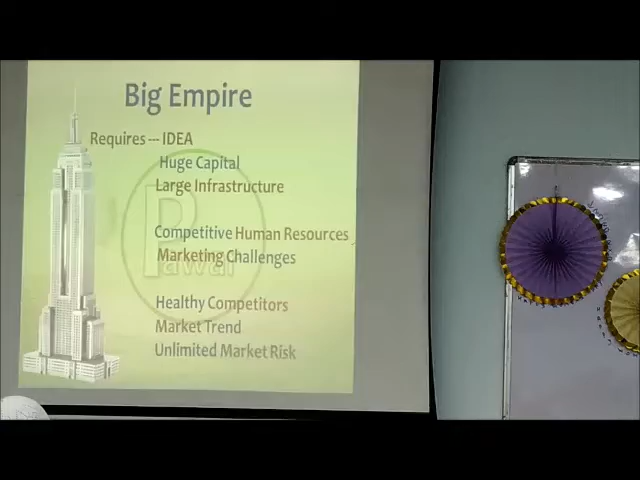 Big Empire
Requires --- IDEA
Huge Capital
Large Infrastructure
Competitive Human Resources
Marketing Challenges
Pawar
Healthy Competitors
Market Trend
Unlimited Market Risk